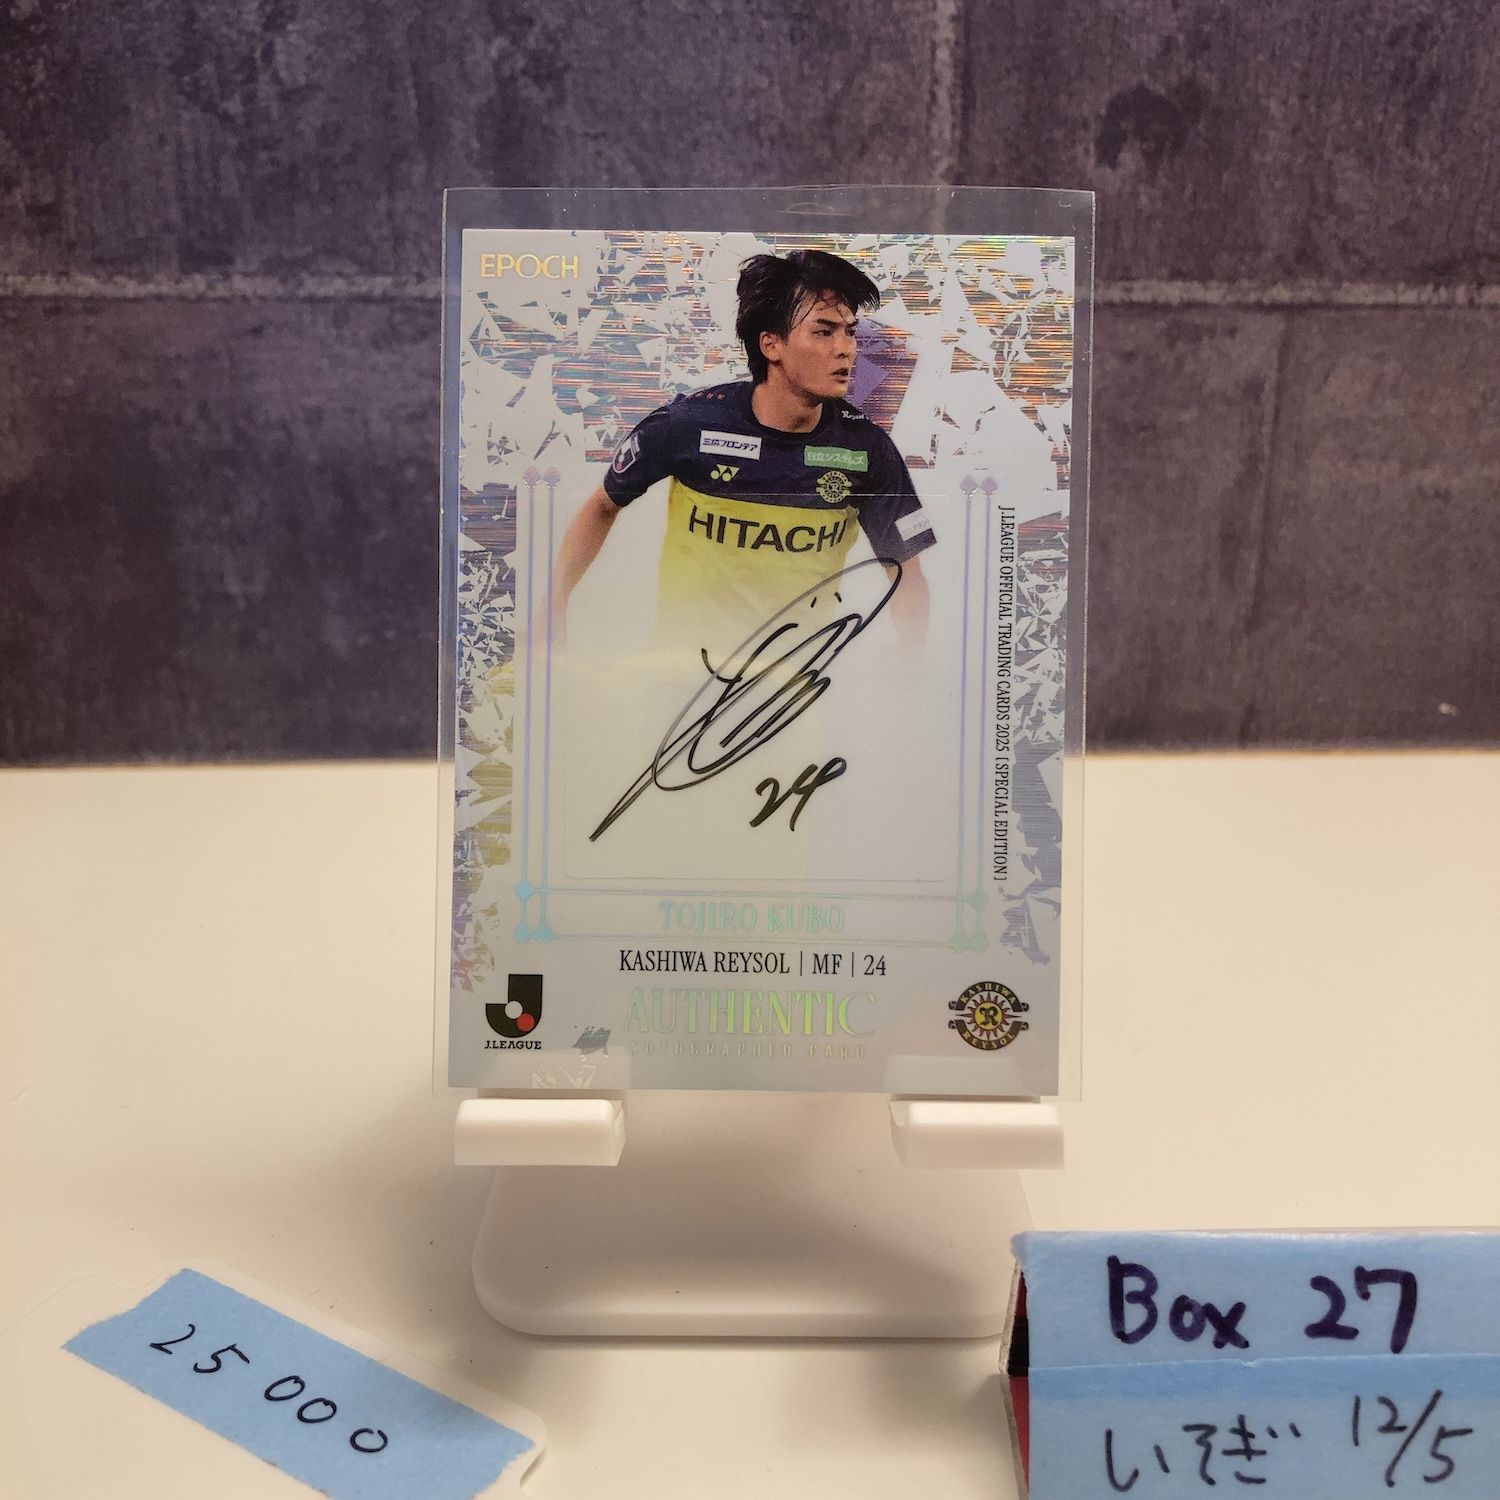 EPOCH
Reysol
三協フロンテア
日立システムズ
HITACHI
J.LEAGUE OFFICIAL TRADING CARDS 2025 [SPECIAL EDITION]
24
TOJIRO KUBO
KASHIWA REYSOL | MF | 24
AUTHENTIC
AUTOGRAPHED CARD
J.LEAGUE
KASHIWA
R
REYSOL
Box 27
いそぎ 12/5
25000